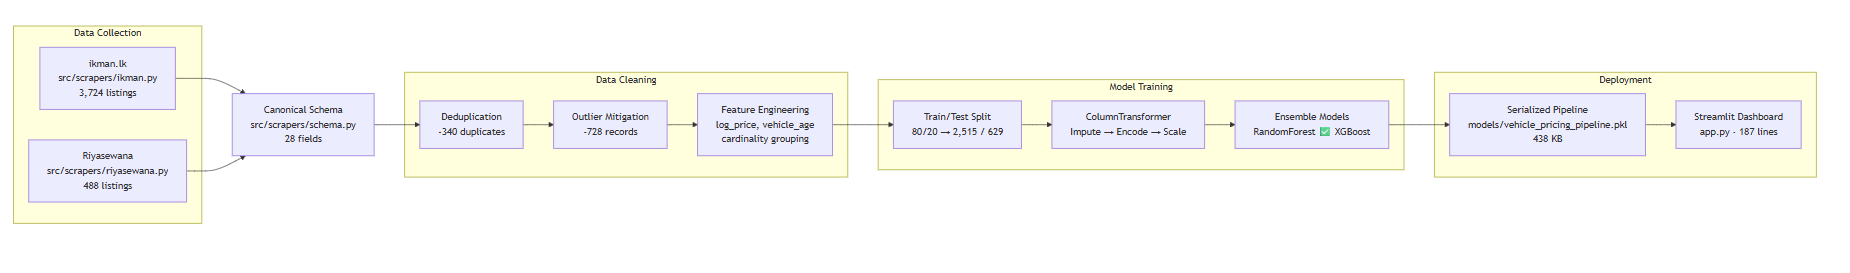 Data Collection
ikman.lk
src/scrapers/ikman.py
3,724 listings
Riyasewana
src/scrapers/riyasewana.py
488 listings
Canonical Schema
src/scrapers/schema.py
28 fields
Data Cleaning
Deduplication
-340 duplicates
Outlier Mitigation
-728 records
Feature Engineering
log_price, vehicle_age
cardinality grouping
Model Training
Train/Test Split
80/20 → 2,515 / 629
ColumnTransformer
Impute → Encode → Scale
Ensemble Models
RandomForest ✅ XGBoost
Deployment
Serialized Pipeline
models/vehicle_pricing_pipeline.pkl
438 KB
Streamlit Dashboard
app.py · 187 lines